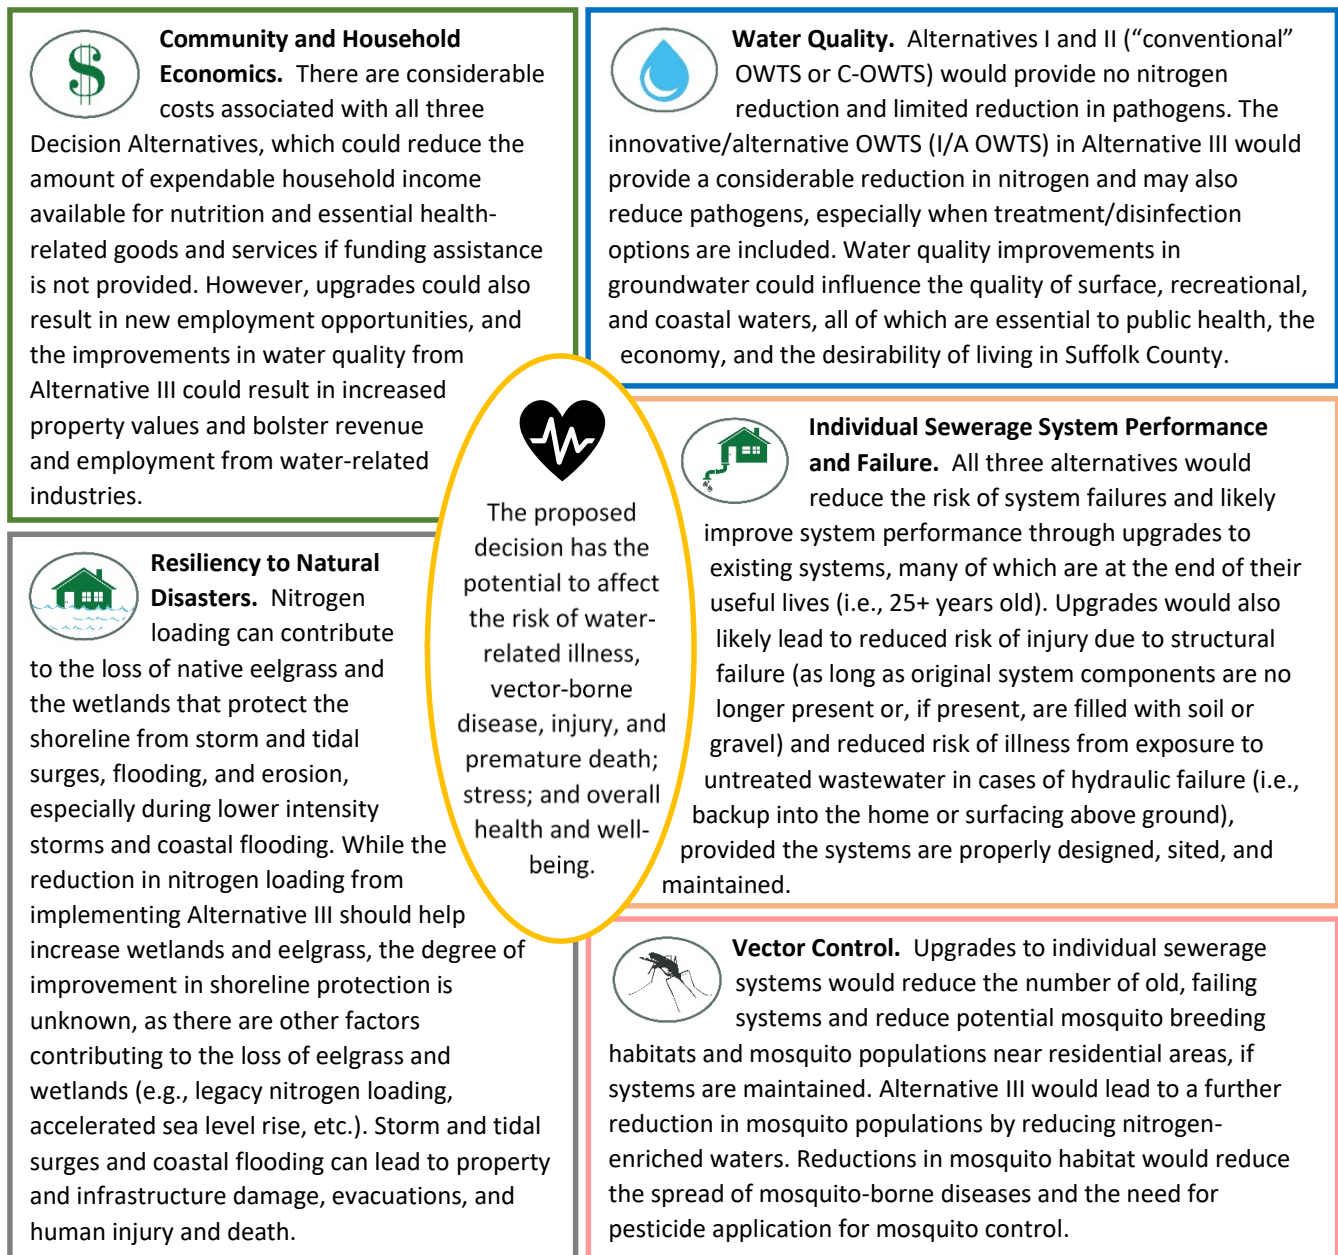 Community and Household
Economics. There are considerable
costs associated with all three
Decision Alternatives, which could reduce the
amount of expendable household income
available for nutrition and essential health-
related goods and services if funding assistance
is not provided. However, upgrades could also
result in new employment opportunities, and
the improvements in water quality from
Alternative III could result in increased
property values and bolster revenue
and employment from water-related
industries.
Water Quality. Alternatives I and II (“conventional”
OWTS or C-OWTS) would provide no nitrogen
reduction and limited reduction in pathogens. The
innovative/alternative OWTS (I/A OWTS) in Alternative III would
provide a considerable reduction in nitrogen and may also
reduce pathogens, especially when treatment/disinfection
options are included. Water quality improvements in
groundwater could influence the quality of surface, recreational,
and coastal waters, all of which are essential to public health, the
economy, and the desirability of living in Suffolk County.
The proposed
decision has the
potential to affect
the risk of water-
related illness,
vector-borne
disease, injury, and
premature death;
stress; and overall
health and well-
being.
Individual Sewerage System Performance
and Failure. All three alternatives would
reduce the risk of system failures and likely
improve system performance through upgrades to
existing systems, many of which are at the end of their
useful lives (i.e., 25+ years old). Upgrades would also
likely lead to reduced risk of injury due to structural
failure (as long as original system components are no
longer present or, if present, are filled with soil or
gravel) and reduced risk of illness from exposure to
untreated wastewater in cases of hydraulic failure (i.e.,
backup into the home or surfacing above ground),
provided the systems are properly designed, sited, and
maintained.
Resiliency to Natural
Disasters. Nitrogen
loading can contribute
to the loss of native eelgrass and
the wetlands that protect the
shoreline from storm and tidal
surges, flooding, and erosion,
especially during lower intensity
storms and coastal flooding. While the
reduction in nitrogen loading from
implementing Alternative III should help
increase wetlands and eelgrass, the degree of
improvement in shoreline protection is
unknown, as there are other factors
contributing to the loss of eelgrass and
wetlands (e.g., legacy nitrogen loading,
accelerated sea level rise, etc.). Storm and tidal
surges and coastal flooding can lead to property
and infrastructure damage, evacuations, and
human injury and death.
Vector Control. Upgrades to individual sewerage
systems would reduce the number of old, failing
systems and reduce potential mosquito breeding
habitats and mosquito populations near residential areas, if
systems are maintained. Alternative III would lead to a further
reduction in mosquito populations by reducing nitrogen-
enriched waters. Reductions in mosquito habitat would reduce
the spread of mosquito-borne diseases and the need for
pesticide application for mosquito control.